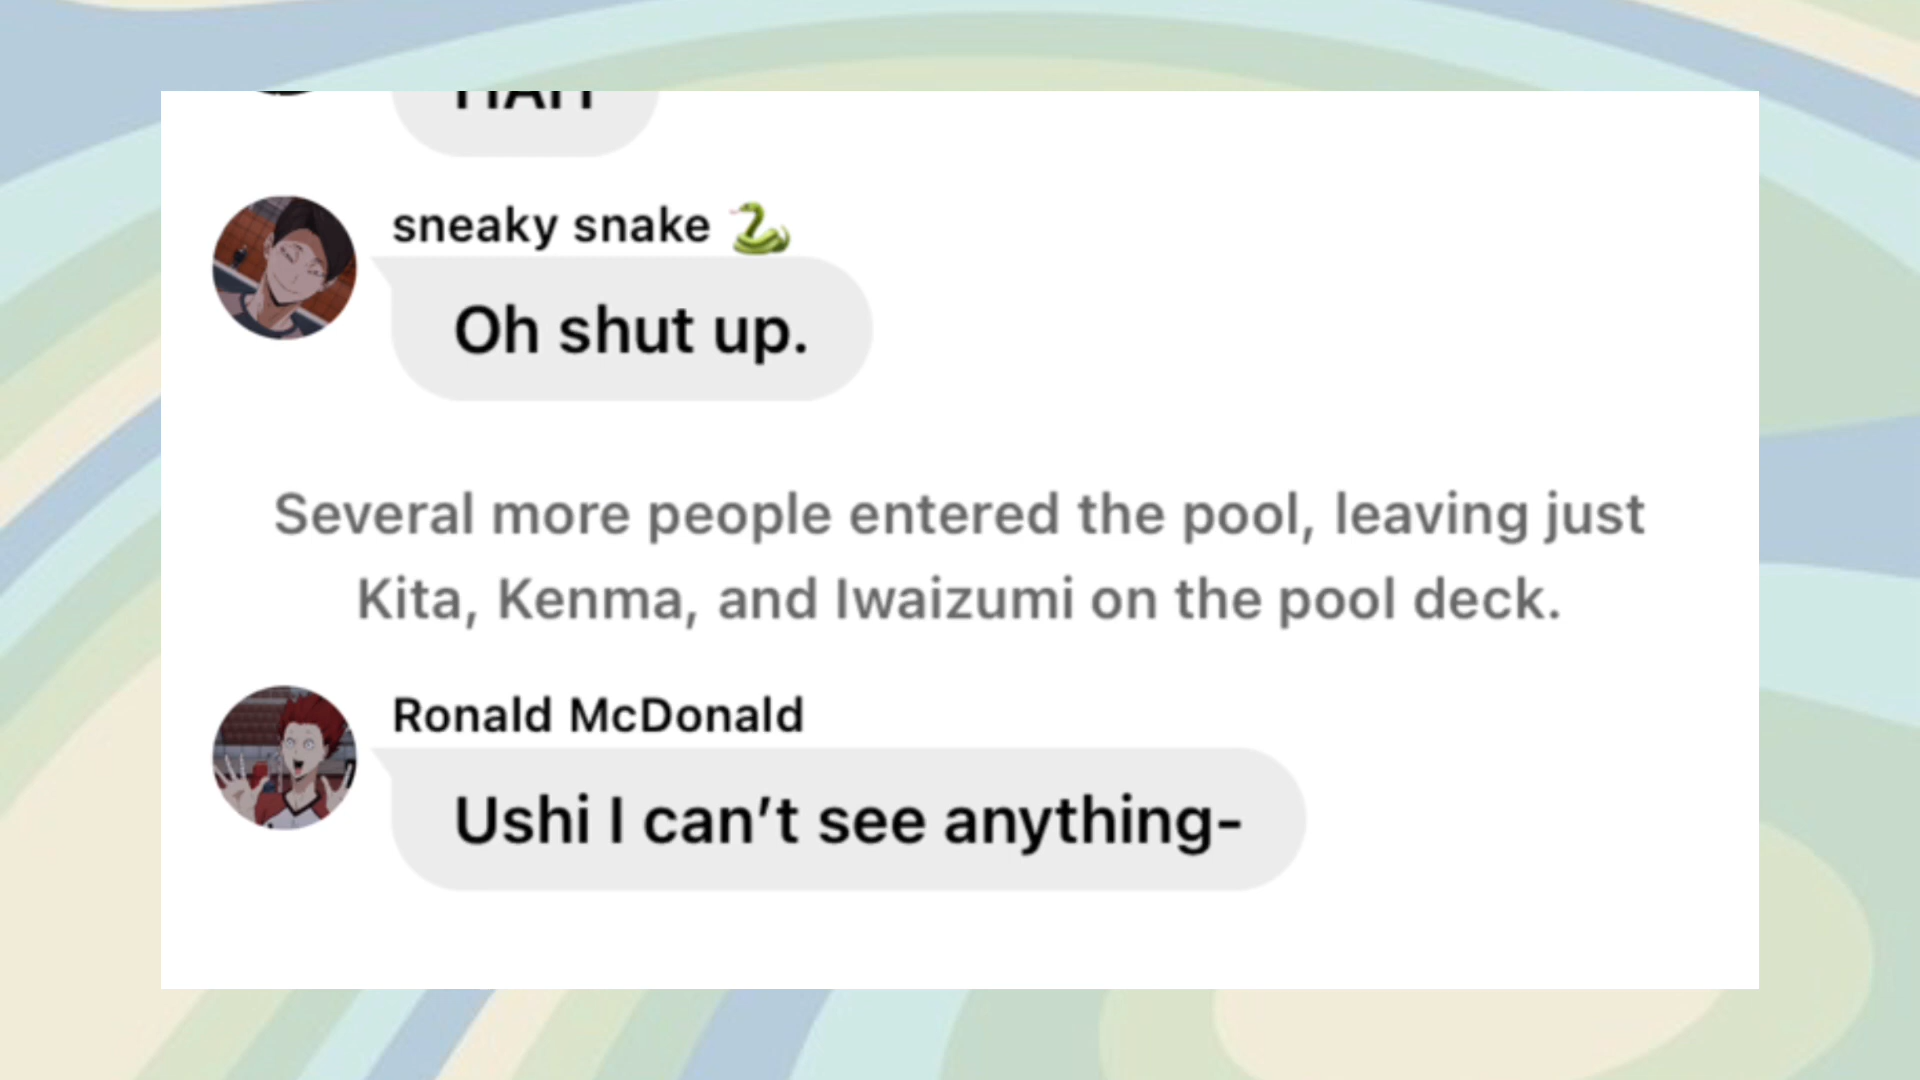 sneaky snake 🐍
Oh shut up.
Several more people entered the pool, leaving just
Kita, Kenma, and Iwaizumi on the pool deck.
Ronald McDonald
Ushi I can’t see anything-